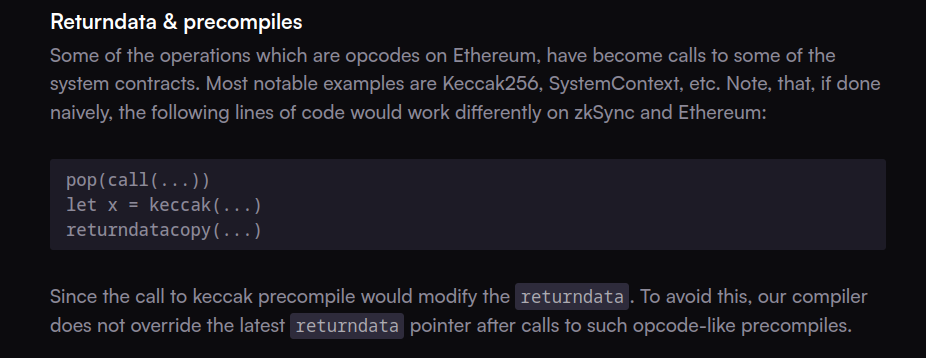 Returndata & precompiles
Some of the operations which are opcodes on Ethereum, have become calls to some of the
system contracts. Most notable examples are Keccak256, SystemContext, etc. Note, that, if done
naively, the following lines of code would work differently on zkSync and Ethereum:
pop(call(...))
let x = keccak(...)
returndatacopy(...)
Since the call to keccak precompile would modify the returndata. To avoid this, our compiler
does not override the latest returndata pointer after calls to such opcode-like precompiles.